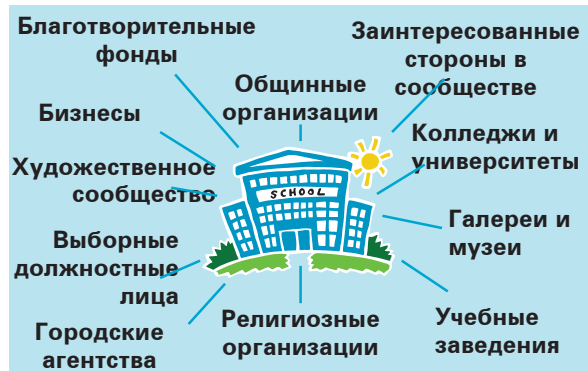 Благотворительные
фонды
Заинтересованные
стороны в
сообществе
Общинные
организации
Бизнесы
Колледжи и
университеты
Художественное
сообщество
SCHOOL
Галереи и
музеи
Выборные
должностные
лица
Городские
агентства
Религиозные
организации
Учебные
заведения